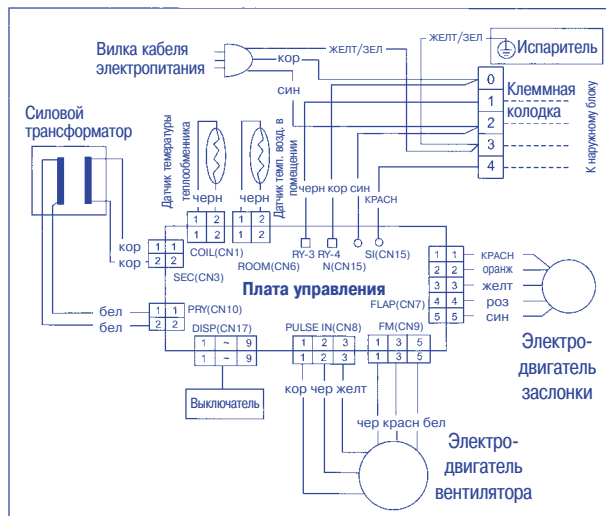 Вилка кабеля
электропитания
ЖЕЛТ/ЗЕЛ
кор
син
ЖЕЛТ/ЗЕЛ
Испаритель
0
1
2
3
4
Клеммная
колодка
К наружному блоку
Силовой
трансформатор
Датчик темературы
теплообменника
Датчик темп. возд. в
помещении
черн
черн
черн кор син
КРАСН
1 2
1 2
1 2
1 2
COIL(CN1)
ROOM(CN6)
RY-3 RY-4
N(CN15)
SI(CN15)
кор
кор
1 1
2 2
SEC(CN3)
Плата управления
FLAP(CN7)
1 1 КРАСН
2 2 оранж
3 3 желт
4 4 роз
5 5 син
Электро-
двигатель
заслонки
бел
бел
1 1
2 2
PRY(CN10)
DISP(CN17)
1 ~ 9
1 ~ 9
Выключатель
PULSE IN(CN8)
1 2 3
1 2 3
кор чер желт
FM(CN9)
1 3 5
1 3 5
чер красн бел
Электро-
двигатель
вентилятора